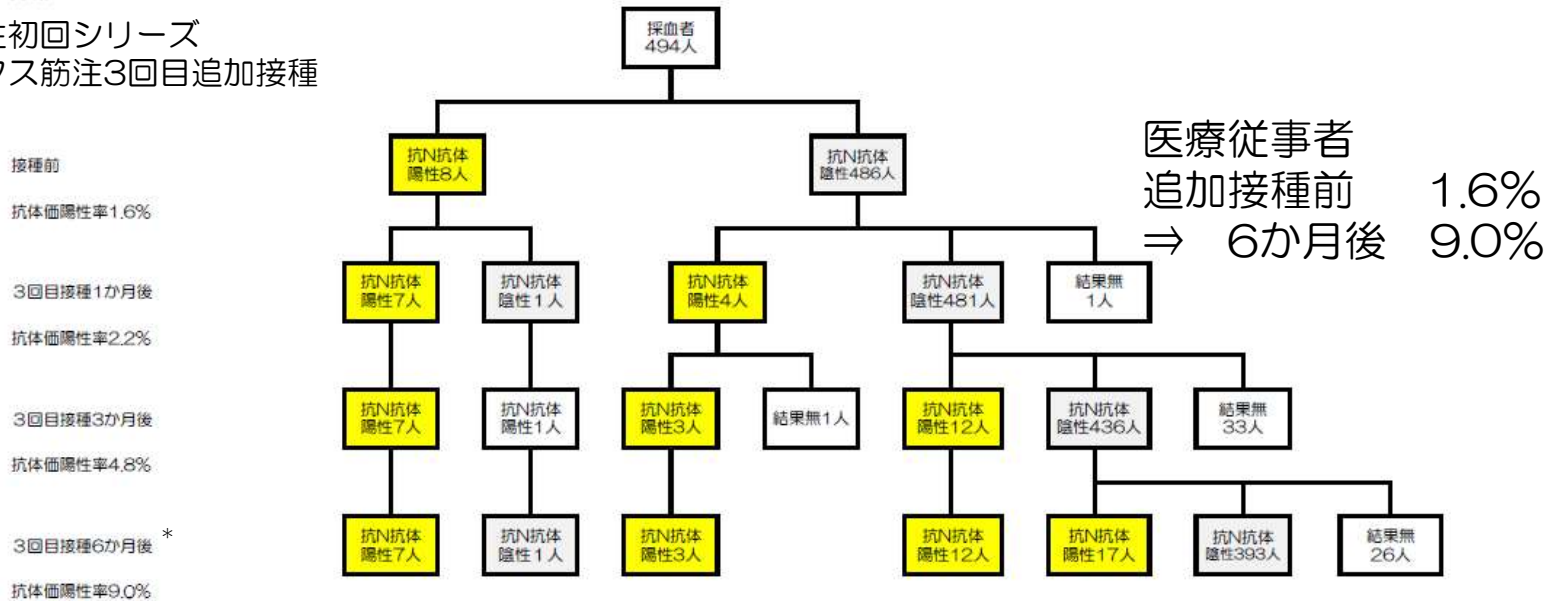 初回シリーズ
ス筋注3回目追加接種
採血者
494人
医療従事者
追加接種前 1.6%
⇒ 6か月後 9.0%
接種前
抗体価陽性率1.6%
抗N抗体
陽性8人
抗N抗体
陰性486人
3回目接種1か月後
抗体価陽性率2.2%
抗N抗体
陽性7人
抗N抗体
陰性1人
抗N抗体
陽性4人
抗N抗体
陰性481人
結果無
1人
3回目接種3か月後
抗体価陽性率4.8%
抗N抗体
陽性7人
抗N抗体
陽性1人
抗N抗体
陽性3人
結果無1人
抗N抗体
陽性12人
抗N抗体
陰性436人
結果無
33人
3回目接種6か月後 *
抗体価陽性率9.0%
抗N抗体
陽性7人
抗N抗体
陰性1人
抗N抗体
陽性3人
抗N抗体
陽性12人
抗N抗体
陽性17人
抗N抗体
陰性393人
結果無
26人